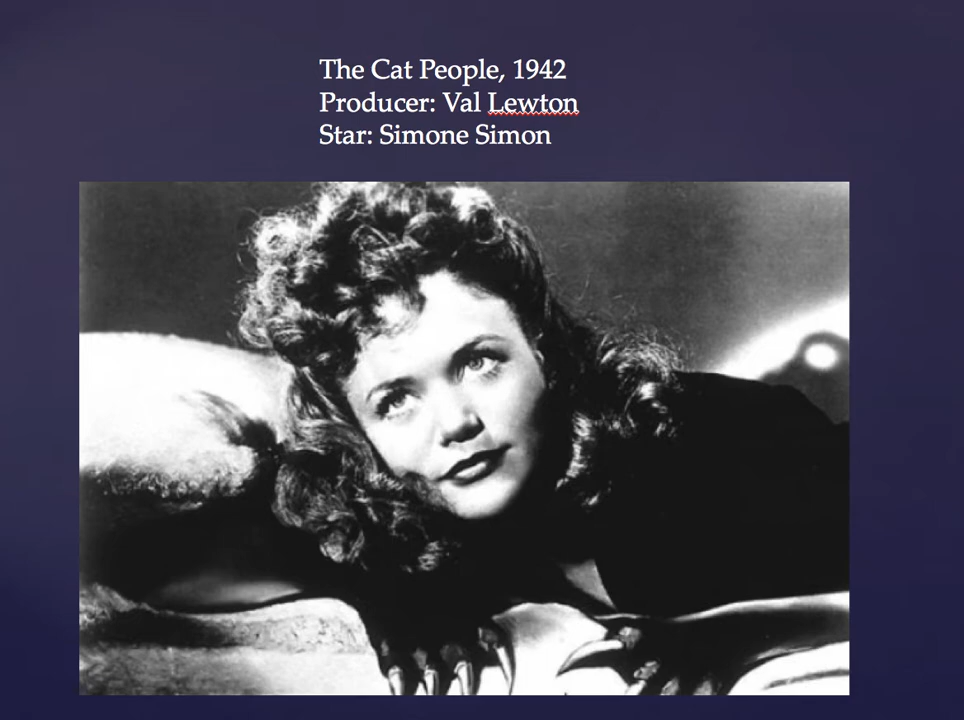 The Cat People, 1942
Producer: Val Lewton
Star: Simone Simon